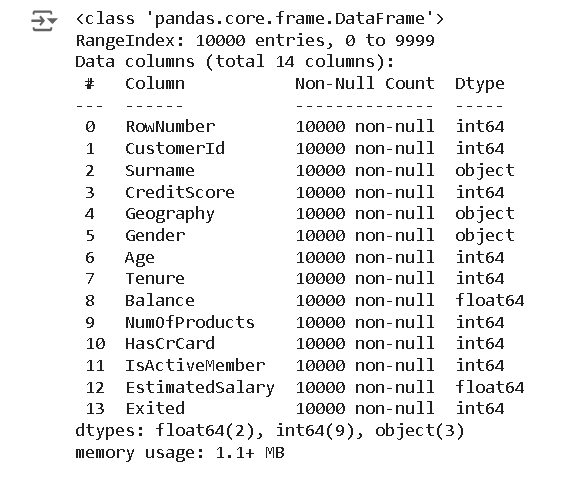 <class 'pandas.core.frame.DataFrame'>
RangeIndex: 10000 entries, 0 to 9999
Data columns (total 14 columns):
 #   Column           Non-Null Count  Dtype
---  ------           --------------  -----
 0   RowNumber        10000 non-null  int64
 1   CustomerId       10000 non-null  int64
 2   Surname          10000 non-null  object
 3   CreditScore      10000 non-null  int64
 4   Geography        10000 non-null  object
 5   Gender           10000 non-null  object
 6   Age              10000 non-null  int64
 7   Tenure           10000 non-null  int64
 8   Balance          10000 non-null  float64
 9   NumOfProducts    10000 non-null  int64
 10  HasCrCard        10000 non-null  int64
 11  IsActiveMember   10000 non-null  int64
 12  EstimatedSalary  10000 non-null  float64
 13  Exited           10000 non-null  int64
dtypes: float64(2), int64(9), object(3)
memory usage: 1.1+ MB